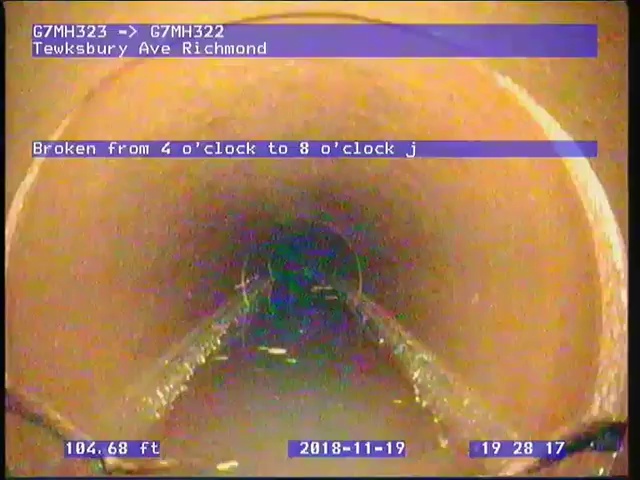 G7MH323 -> G7MH322
Tewksbury Ave Richmond
Broken from 4 o'clock to 8 o'clock j
104.68 ft 2018-11-19 19 28 17